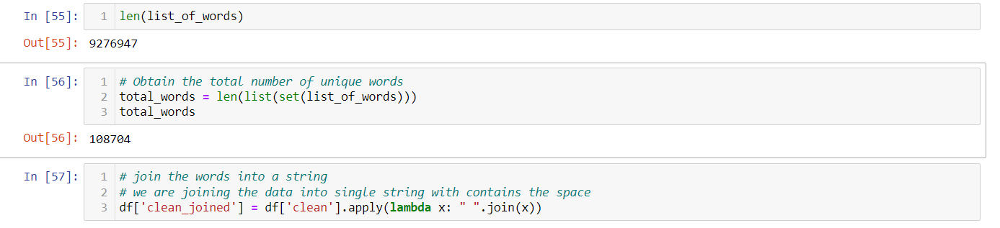 In [55]: 1 len(list_of_words)
Out[55]: 9276947
In [56]: 1 # Obtain the total number of unique words
2 total_words = len(list(set(list_of_words)))
3 total_words
Out[56]: 108704
In [57]: 1 # join the words into a string
2 # we are joining the data into single string with contains the space
3 df['clean_joined'] = df['clean'].apply(lambda x: " ".join(x))